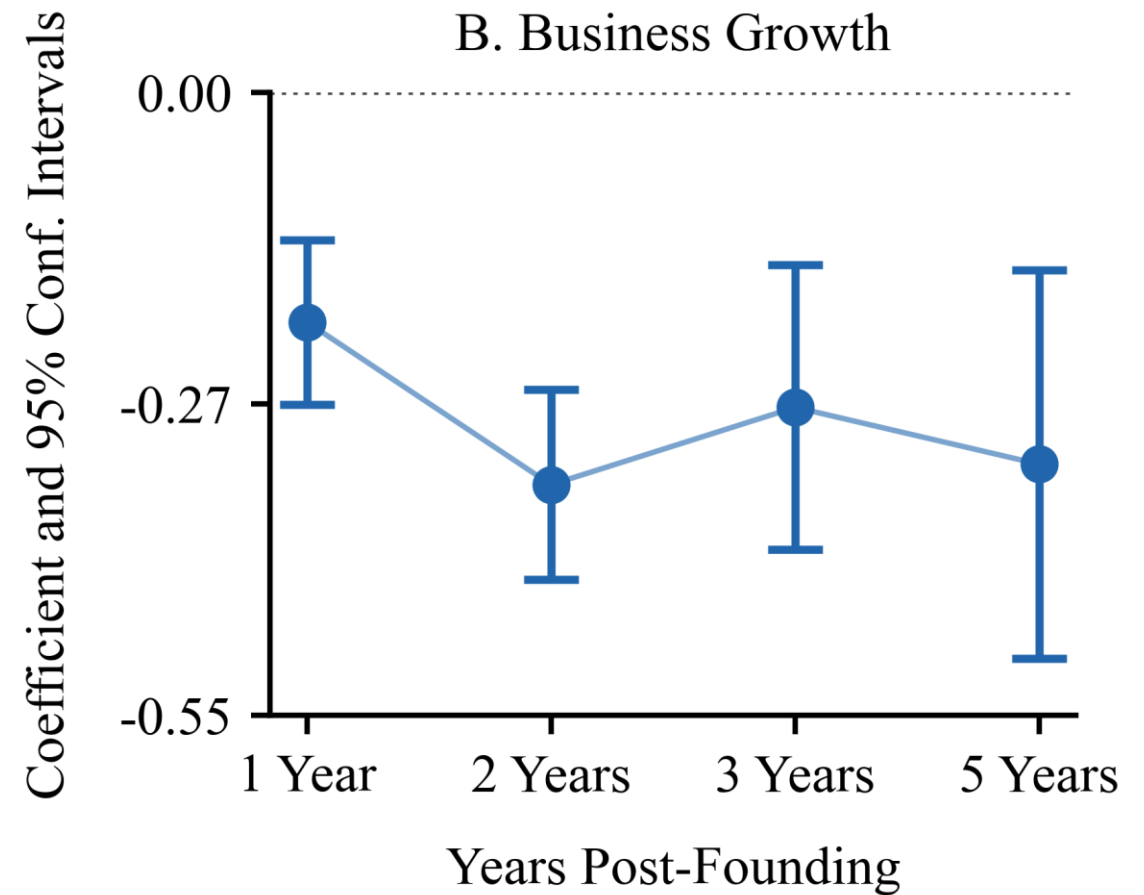 B. Business Growth
Coefficient and 95% Conf. Intervals
0.00
-0.27
-0.55
1 Year
2 Years
3 Years
5 Years
Years Post-Founding